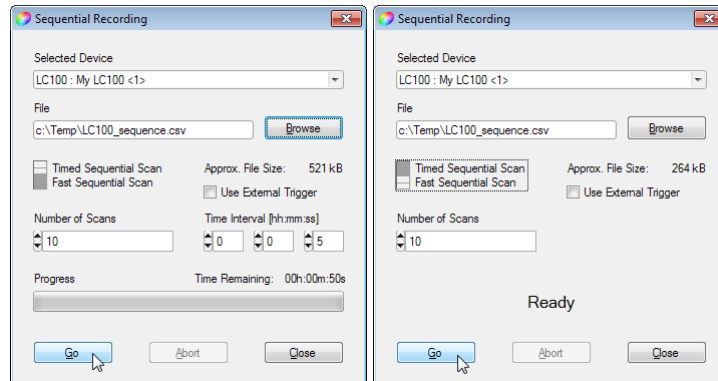 Sequential Recording
Selected Device
LC100 : My LC100 <1>
File
c:\Temp\LC100_sequence.csv Browse
Timed Sequential Scan Approx. File Size: 521 kB
Fast Sequential Scan
Use External Trigger
Number of Scans Time Interval [hh:mm:ss]
10 0 0 5
Progress Time Remaining: 00h:00m:50s
Go Abort Close
Sequential Recording
Selected Device
LC100 : My LC100 <1>
File
c:\Temp\LC100_sequence.csv Browse
Timed Sequential Scan Approx. File Size: 264 kB
Fast Sequential Scan
Use External Trigger
Number of Scans
10
Ready
Go Abort Close